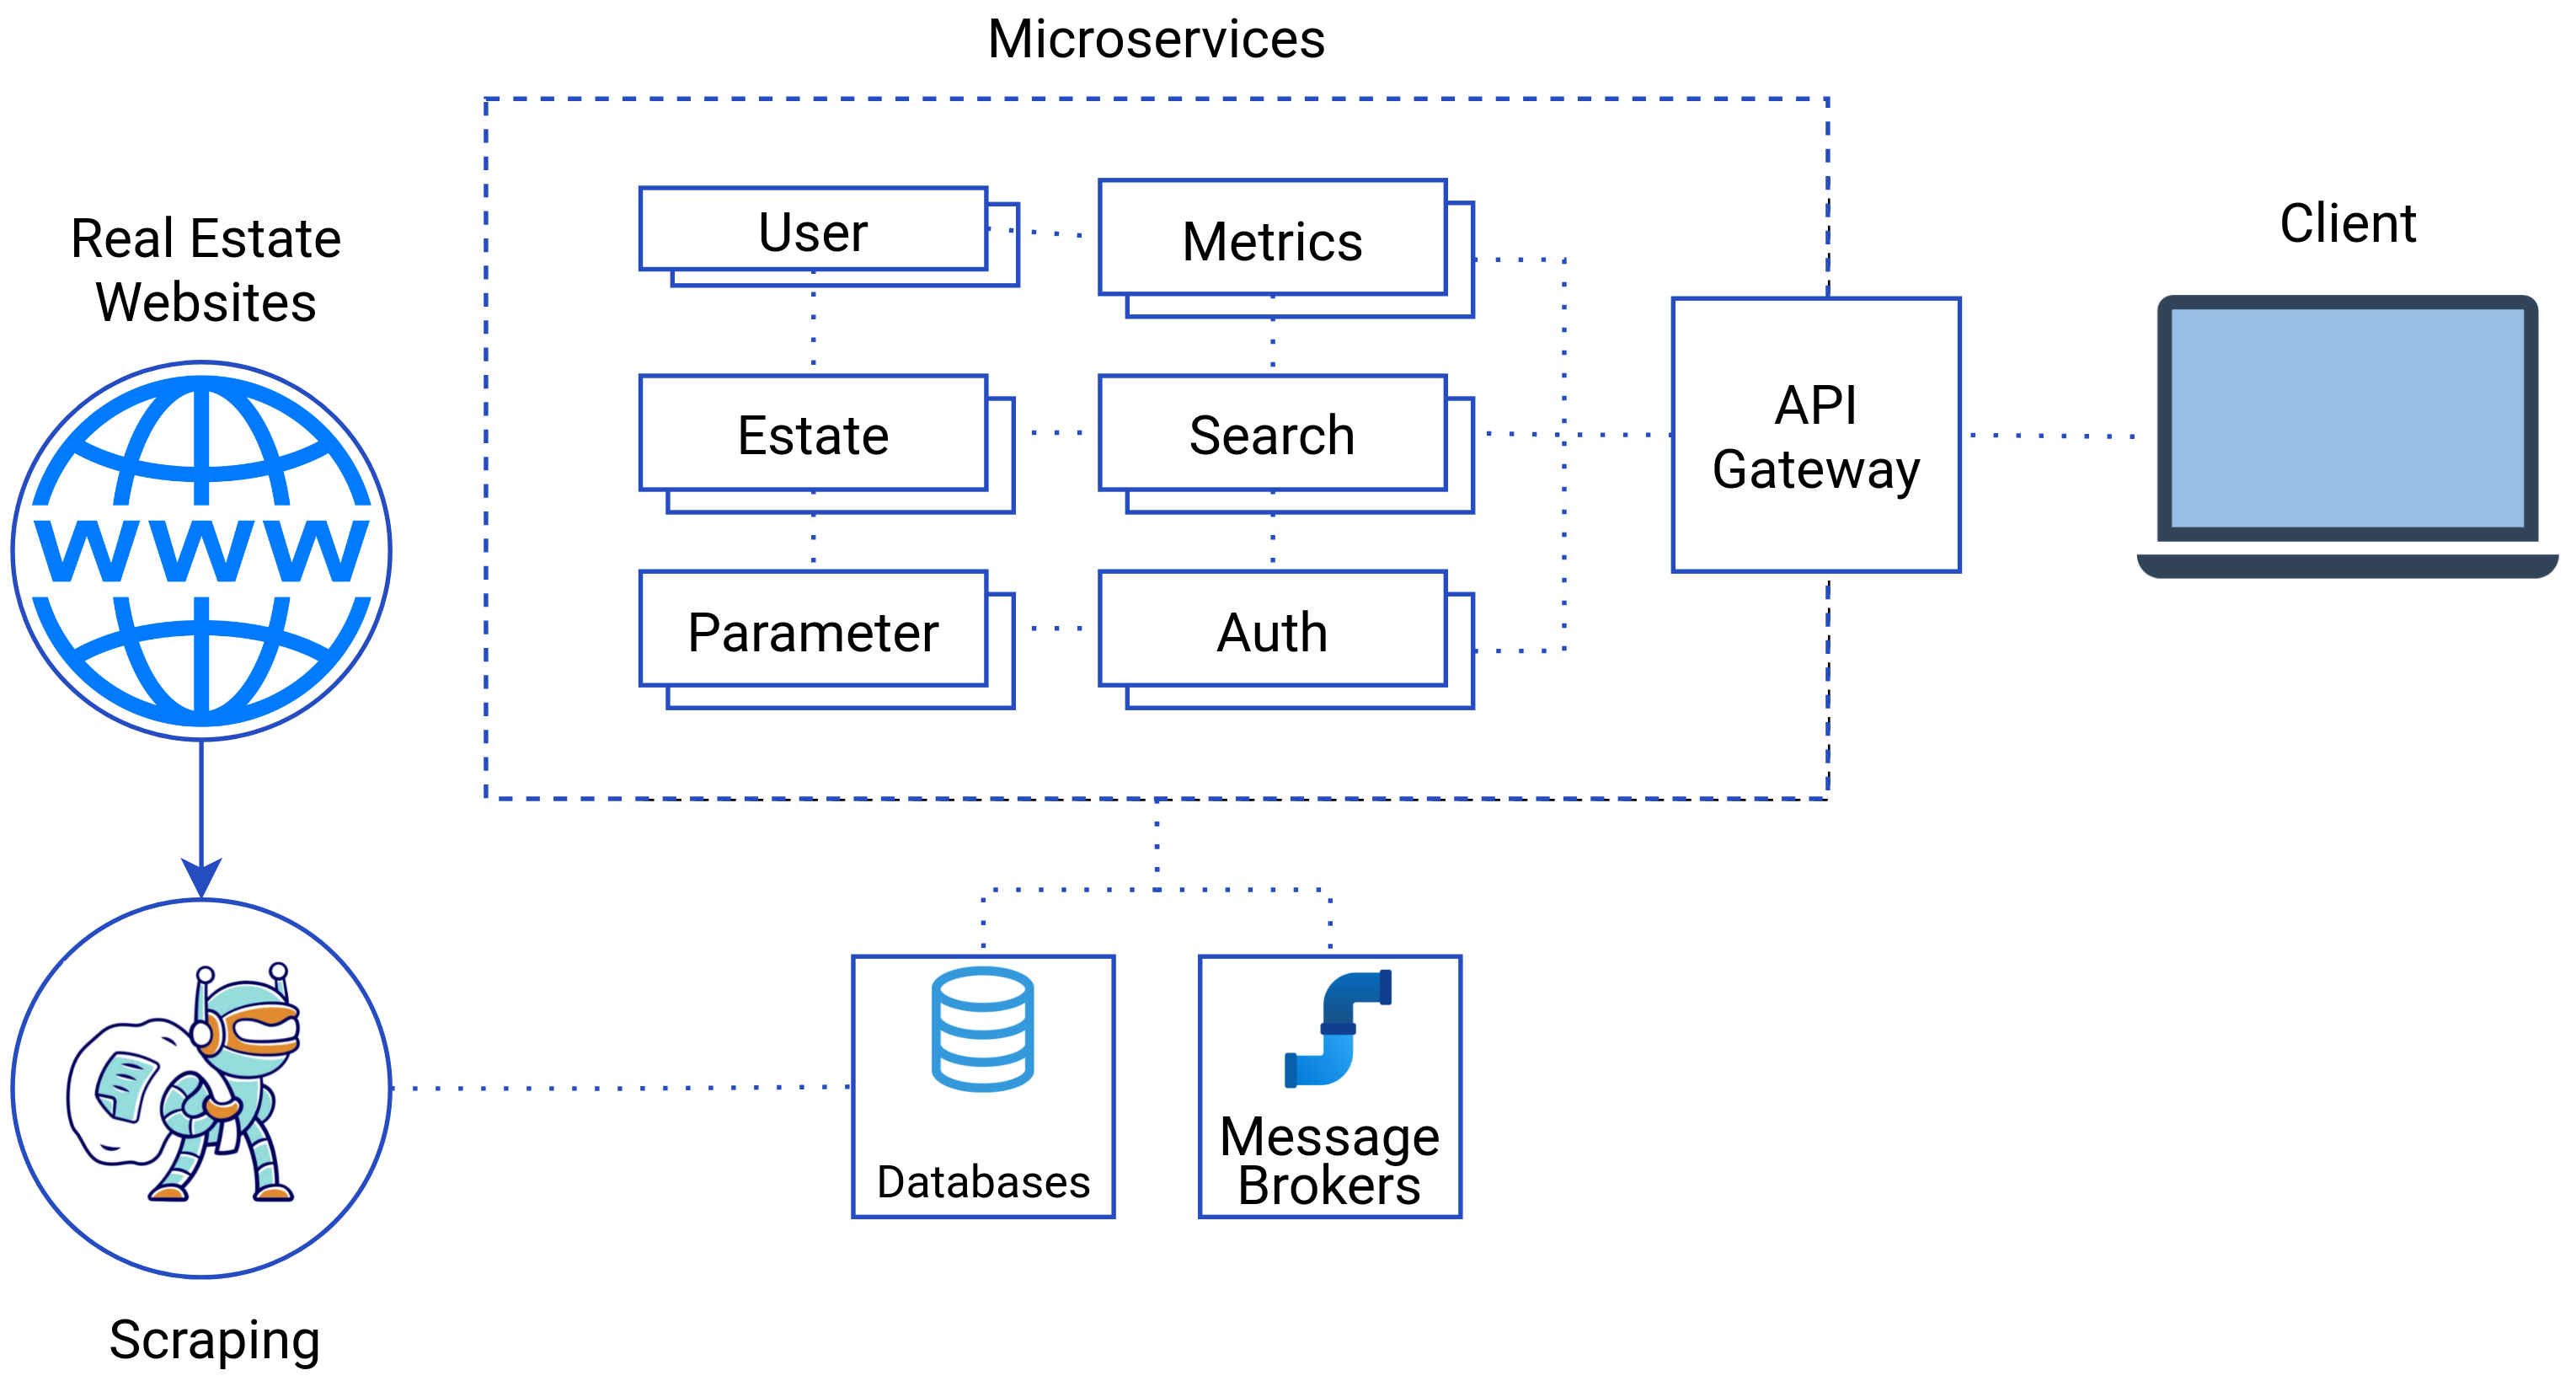 Microservices
Real Estate
Websites
WWW
User
Metrics
Estate
Search
Parameter
Auth
API
Gateway
Client
Databases
Message
Brokers
Scraping